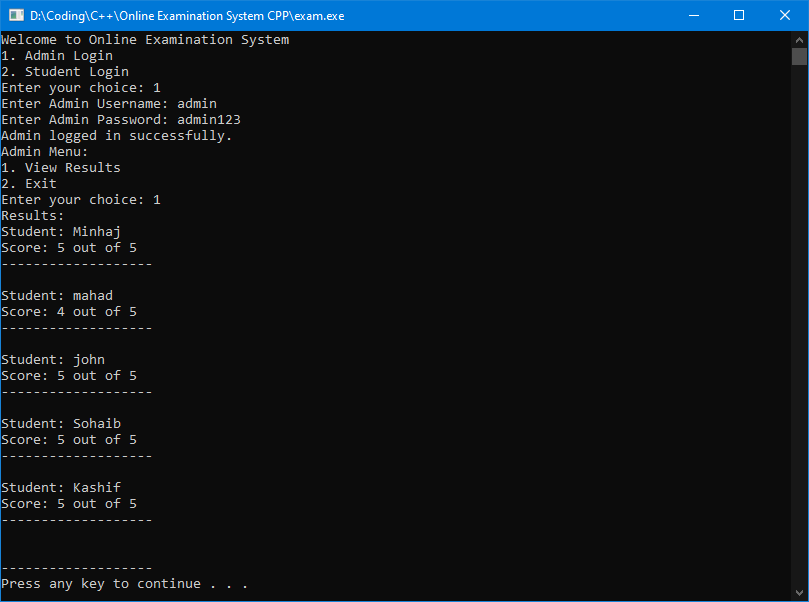 D:\Coding\C++\Online Examination System CPP\exam.exe
Welcome to Online Examination System
1. Admin Login
2. Student Login
Enter your choice: 1
Enter Admin Username: admin
Enter Admin Password: admin123
Admin logged in successfully.
Admin Menu:
1. View Results
2. Exit
Enter your choice: 1
Results:
Student: Minhaj
Score: 5 out of 5
-------------------
Student: mahad
Score: 4 out of 5
-------------------
Student: john
Score: 5 out of 5
-------------------
Student: Sohaib
Score: 5 out of 5
-------------------
Student: Kashif
Score: 5 out of 5
-------------------
-------------------
Press any key to continue . . .